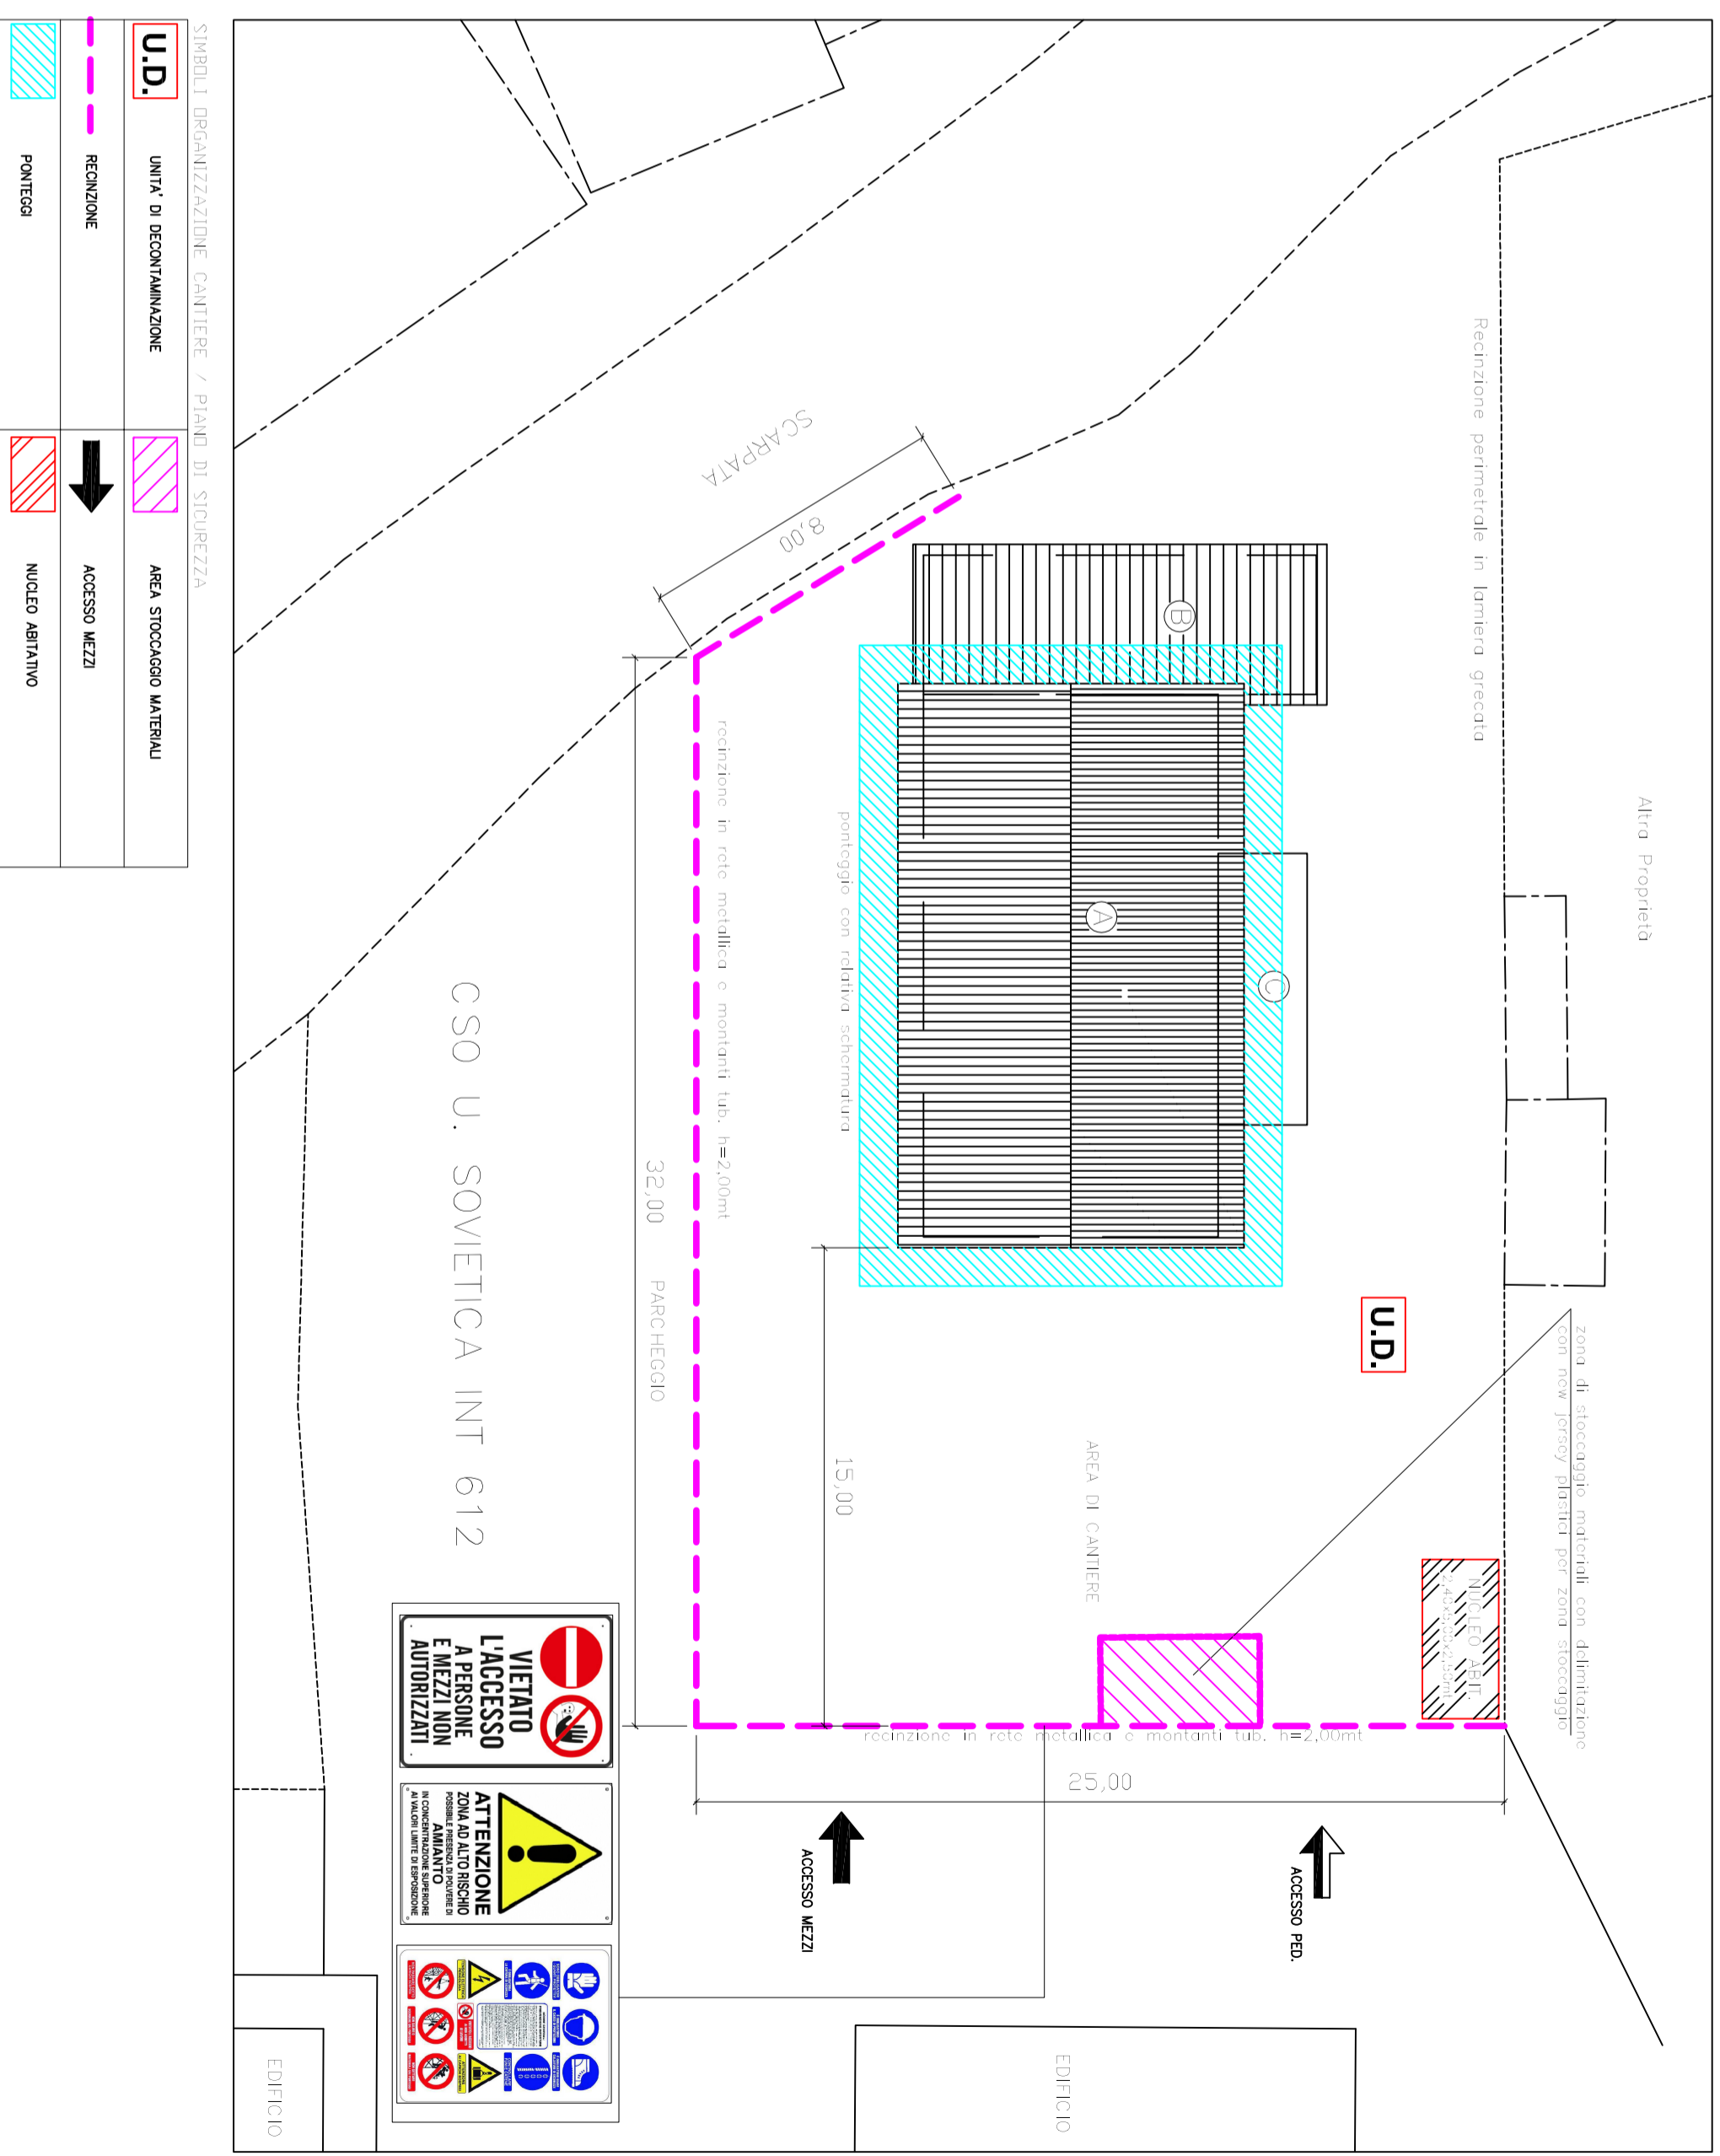 Altra Proprietà
Recinzione perimetrale in lamiera grecata
zona di stoccaggio materiali con delimitazione
con new jersey plastici per zona stoccaggio
NUCLEO ABIT.
U.D.
C
B
A
AREA DI CANTIERE
ACCESSO PED.
ACCESSO MEZZI
EDIFICIO
25,00
recinzione in rete metallica e montanti tub. h=2,00mt
15,00
ponteggio con relativa schermatura
recinzione in rete metallica e montanti tub. h=2,00mt
32,00
PARCHEGGIO
SCARPATA
8,00
CSO U. SOVIETICA INT 612
VIETATO
L'ACCESSO
A PERSONE
E MEZZI NON
AUTORIZZATI
ATTENZIONE
ZONA AD ALTO RISCHIO
POSSIBILE PRESENZA DI POLVERE DI
AMIANTO
IN CONCENTRAZIONE SUPERIORE
AI VALORI LIMITE DI ESPOSIZIONE
EDIFICIO
SIMBOLI ORGANIZZAZIONE CANTIERE / PIANO DI SICUREZZA
U.D.
UNITA' DI DECONTAMINAZIONE
AREA STOCCAGGIO MATERIALI
RECINZIONE
ACCESSO MEZZI
PONTEGGI
NUCLEO ABITATIVO